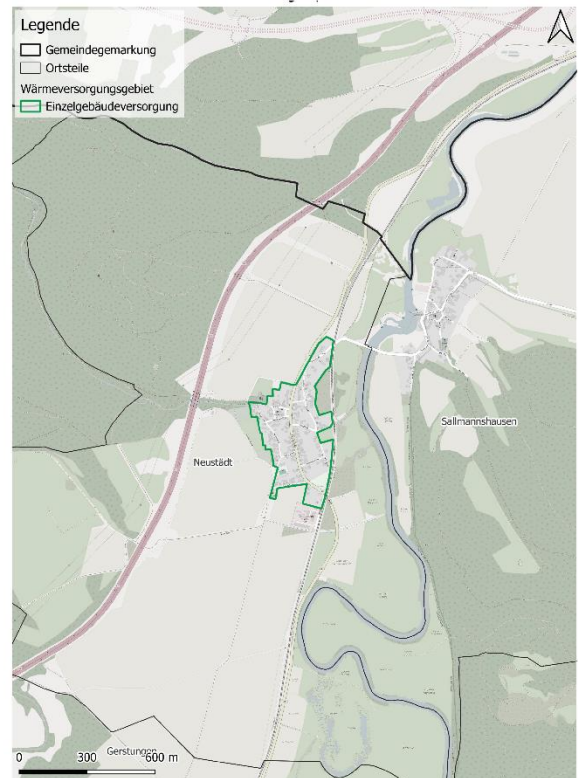 Legende
Gemeindegemarkung
Ortsteile
Wärmeversorgungsgebiet
Einzelgebäudeversorgung
Sallmannshausen
Neustädt
Gerstungen
0 300 600 m